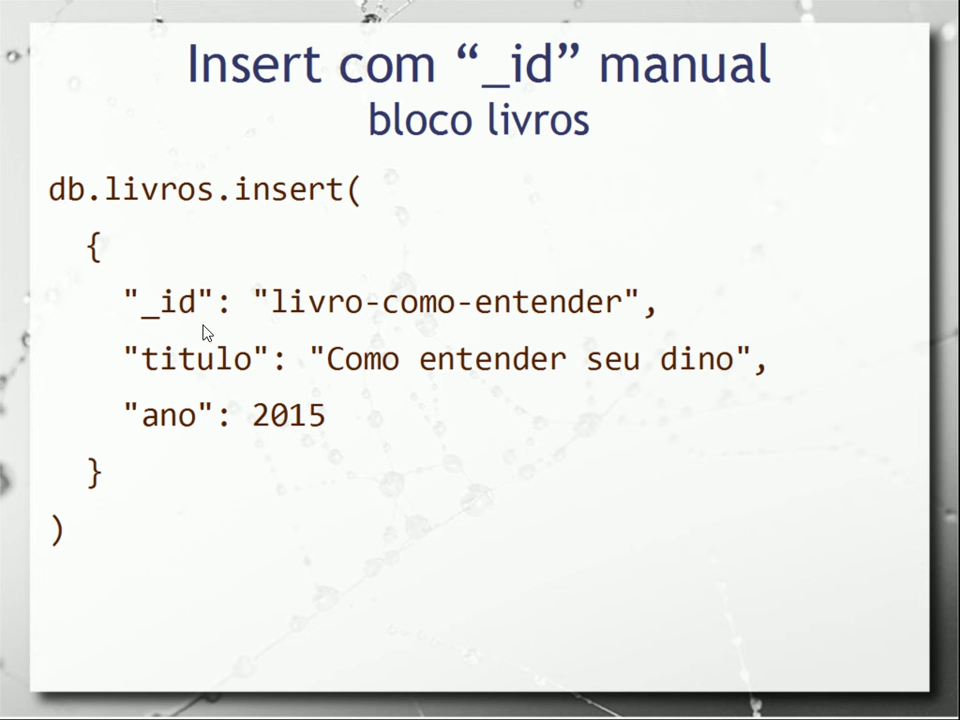 Insert com “_id” manual
bloco livros
db.livros.insert(
{
"_id": "livro-como-entender",
"titulo": "Como entender seu dino",
"ano": 2015
}
)